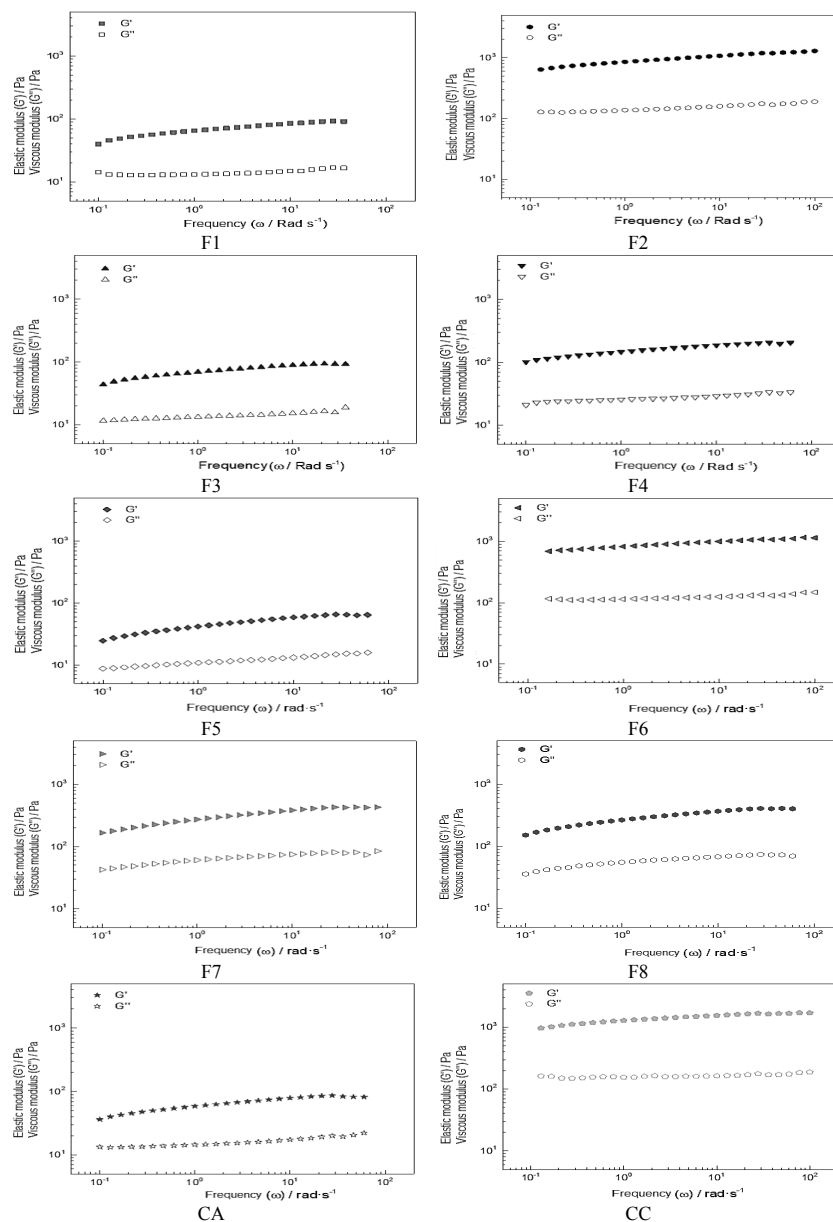 G'
G"
10³
10²
10¹
Elastic modulus (G') / Pa
Viscous modulus (G") / Pa
10⁻¹ 10⁰ 10¹ 10²
Frequency (ω / Rad s⁻¹)
F1
G'
G"
10³
10²
10¹
Elastic modulus (G') / Pa
Viscous modulus (G") / Pa
10⁻¹ 10⁰ 10¹ 10²
Frequency (ω / Rad s⁻¹)
F2
G'
G"
10³
10²
10¹
Elastic modulus (G') / Pa
Viscous modulus (G") / Pa
10⁻¹ 10⁰ 10¹ 10²
Frequency (ω / Rad s⁻¹)
F3
G'
G"
10³
10²
10¹
Elastic modulus (G') / Pa
Viscous modulus (G") / Pa
10⁻¹ 10⁰ 10¹ 10²
Frequency (ω / Rad s⁻¹)
F4
G'
G"
10³
10²
10¹
Elastic modulus (G') / Pa
Viscous modulus (G") / Pa
10⁻¹ 10⁰ 10¹ 10²
Frequency (ω) / rad·s⁻¹
F5
G'
G"
10³
10²
10¹
Elastic modulus (G') / Pa
Viscous modulus (G") / Pa
10⁻¹ 10⁰ 10¹ 10²
Frequency (ω) / rad·s⁻¹
F6
G'
G"
10³
10²
10¹
Elastic modulus (G') / Pa
Viscous modulus (G") / Pa
10⁻¹ 10⁰ 10¹ 10²
Frequency (ω) / rad·s⁻¹
F7
G'
G"
10³
10²
10¹
Elastic modulus (G') / Pa
Viscous modulus (G") / Pa
10⁻¹ 10⁰ 10¹ 10²
Frequency (ω) / rad·s⁻¹
F8
G'
G"
10³
10²
10¹
Elastic modulus (G') / Pa
Viscous modulus (G") / Pa
10⁻¹ 10⁰ 10¹ 10²
Frequency (ω) / rad·s⁻¹
CA
G'
G"
10³
10²
10¹
Elastic modulus (G') / Pa
Viscous modulus (G") / Pa
10⁻¹ 10⁰ 10¹ 10²
Frequency (ω) / rad·s⁻¹
CC